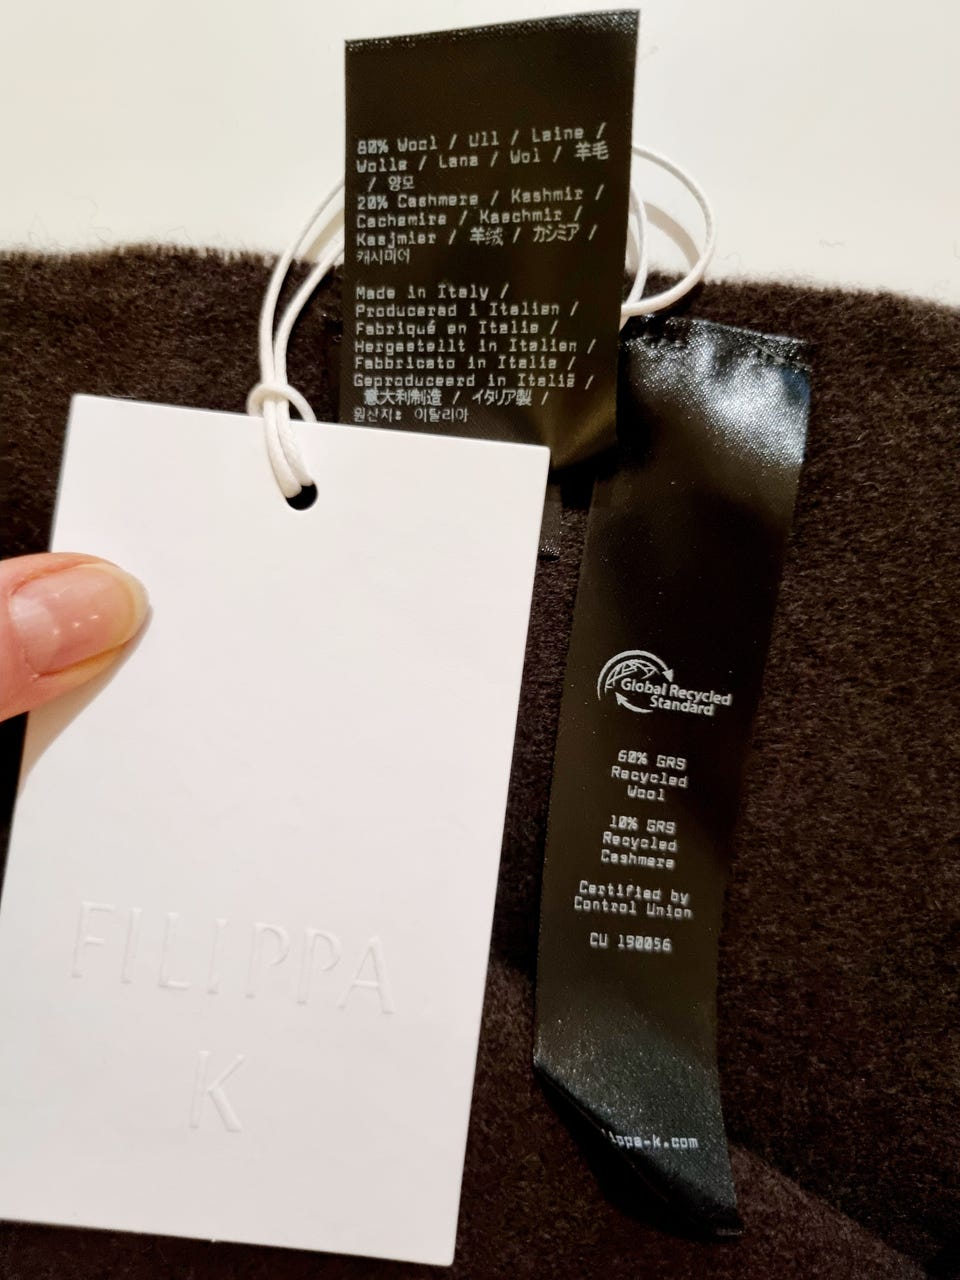 80% Wool / Ull / Laine /
Wolle / Lana / Wol / 羊毛
/ 양모
20% Cashmere / Kashmir /
Cachemire / Kaschmir /
Kasjmier / 羊绒 / カシミア /
캐시미어
Made in Italy /
Producerad i Italien /
Fabriqué en Italie /
Hergestellt in Italien /
Fabbricato in Italia /
Geproduceerd in Italië /
意大利制造 / イタリア製 /
원산지: 이탈리아
Global Recycled
Standard
60% GRS
Recycled
Wool
10% GRS
Recycled
Cashmere
Certified by
Control Union
CU 190056
ippa-k.com
FILIPPA
K